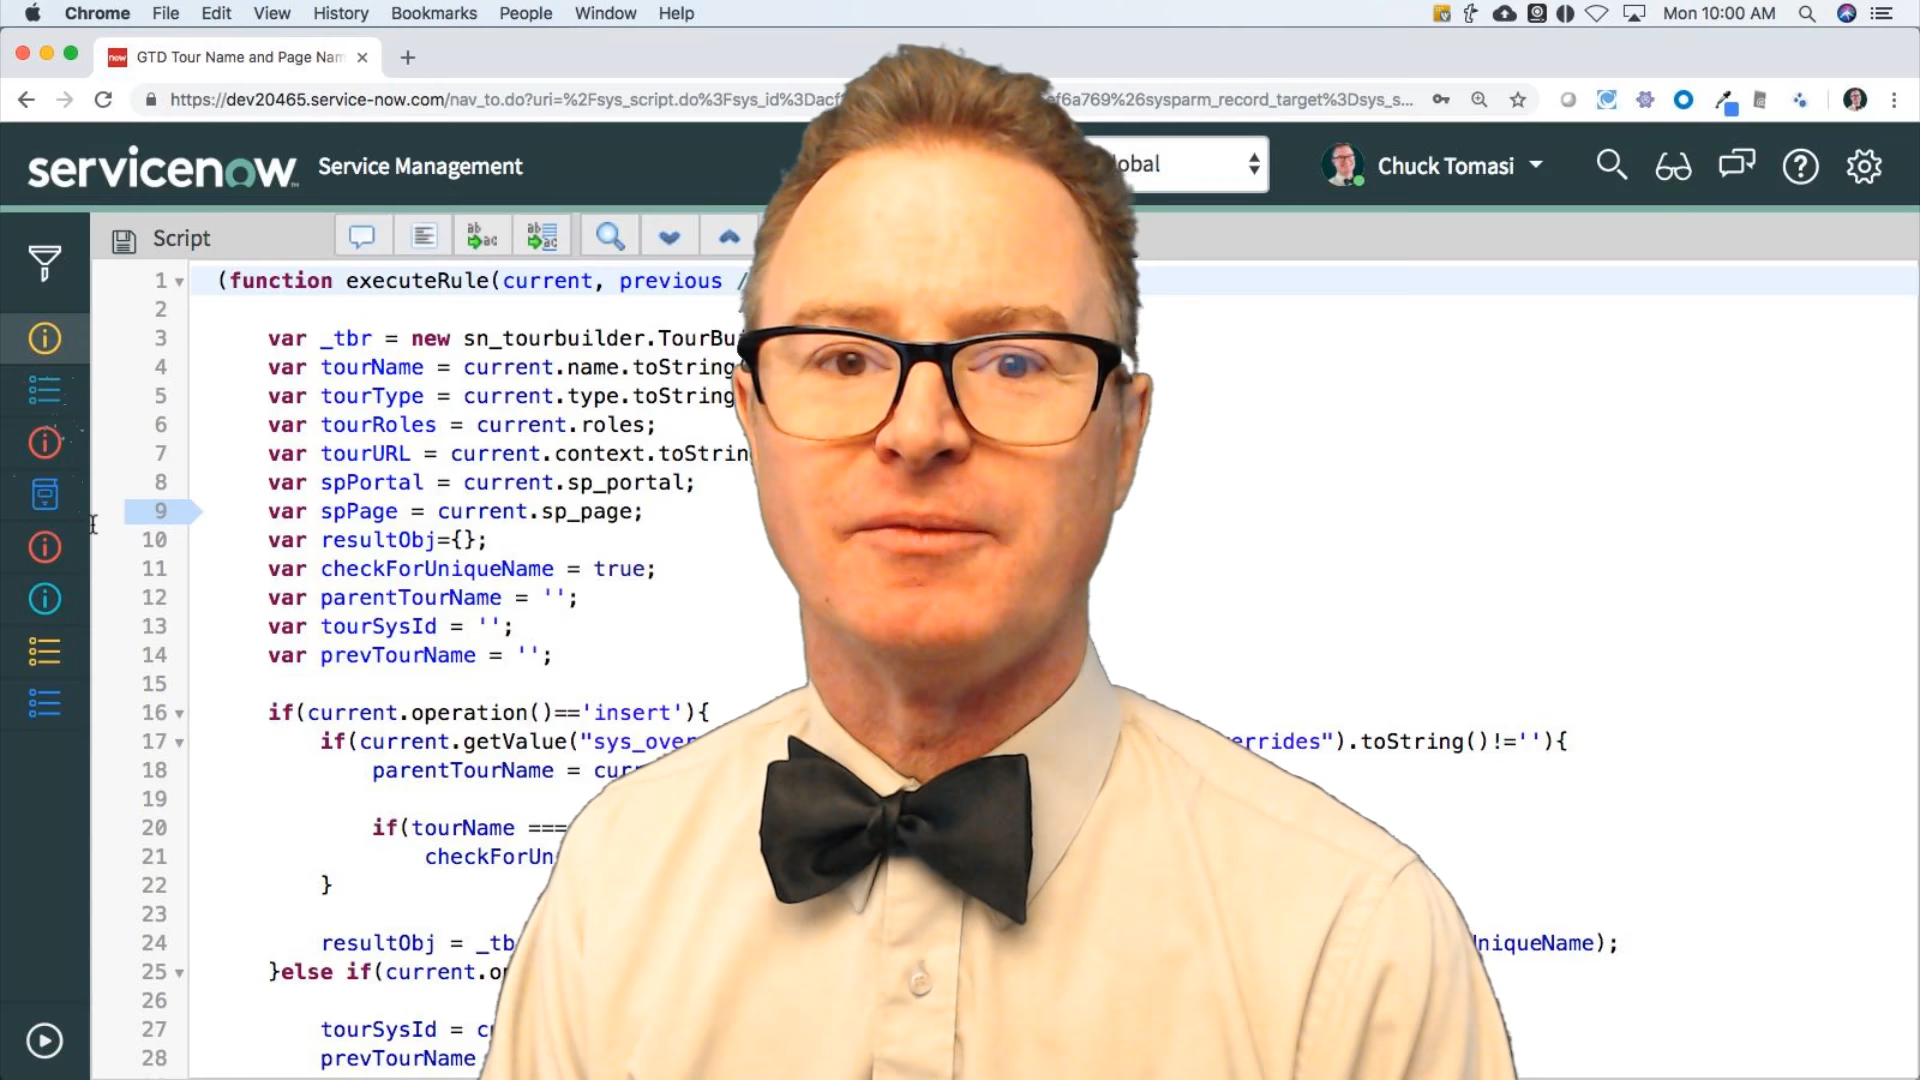 Chrome File Edit View History Bookmarks People Window Help Mon 10:00 AM
now GTD Tour Name and Page Nam
https://dev20465.service-now.com/nav_to.do?uri=%2Fsys_script.do%3Fsys_id%3Dacf ef6a769%26sysparm_record_target%3Dsys_s...
servicenow Service Management obal Chuck Tomasi
Script
1 (function executeRule(current, previous /
2
3 var _tbr = new sn_tourbuilder.TourBu
4 var tourName = current.name.toString
5 var tourType = current.type.toString
6 var tourRoles = current.roles;
7 var tourURL = current.context.toStrin
8 var spPortal = current.sp_portal;
9 var spPage = current.sp_page;
10 var resultObj={};
11 var checkForUniqueName = true;
12 var parentTourName = '';
13 var tourSysId = '';
14 var prevTourName = '';
15
16 if(current.operation()=='insert'){
17 if(current.getValue("sys_over errides").toString()!=''){
18 parentTourName = curr
19
20 if(tourName ===
21 checkForUn
22 }
23
24 resultObj = _tb niqueName);
25 }else if(current.op
26
27 tourSysId = c
28 prevTourName